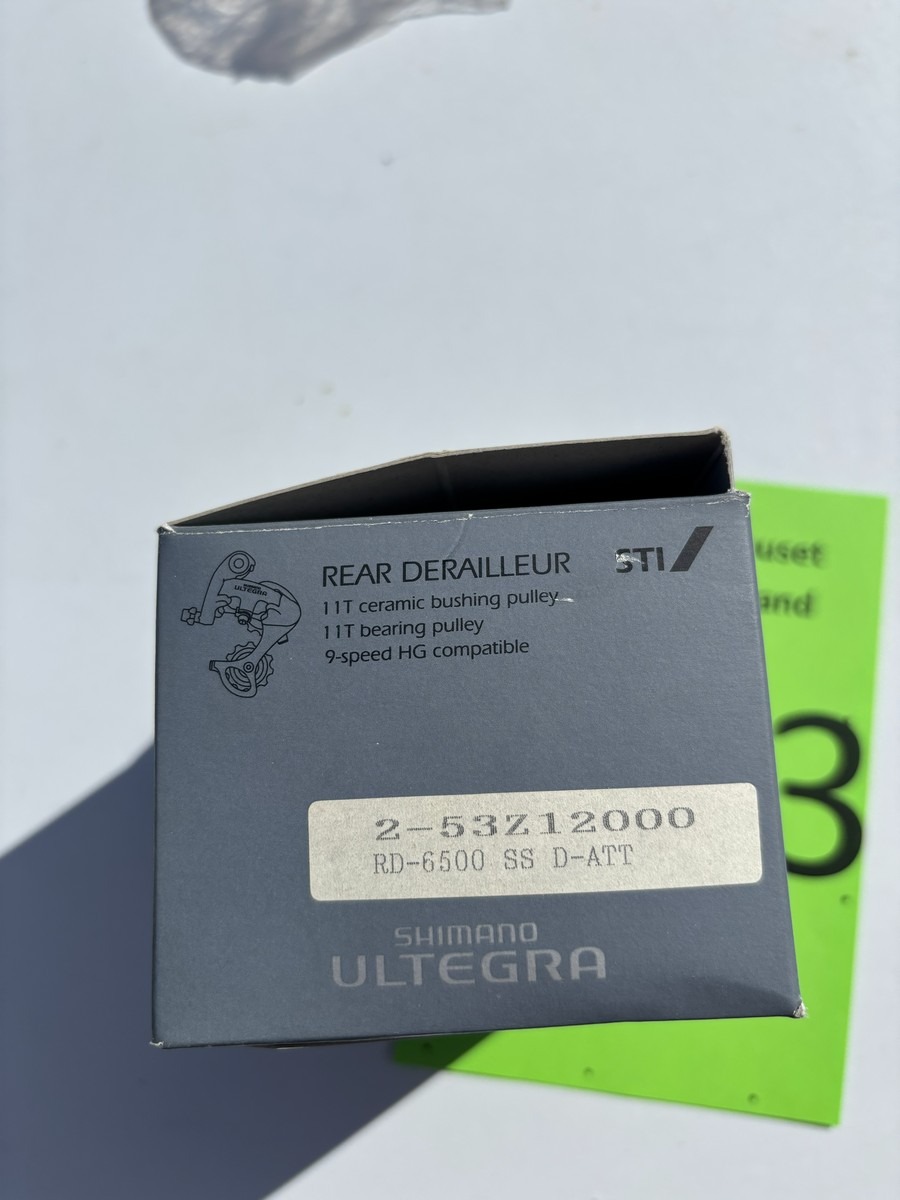 REAR DERAILLEUR
STI
11T ceramic bushing pulley
11T bearing pulley
9-speed HG compatible
ULTEGRA
2-53Z12000
RD-6500 SS D-ATT
SHIMANO
ULTEGRA
3